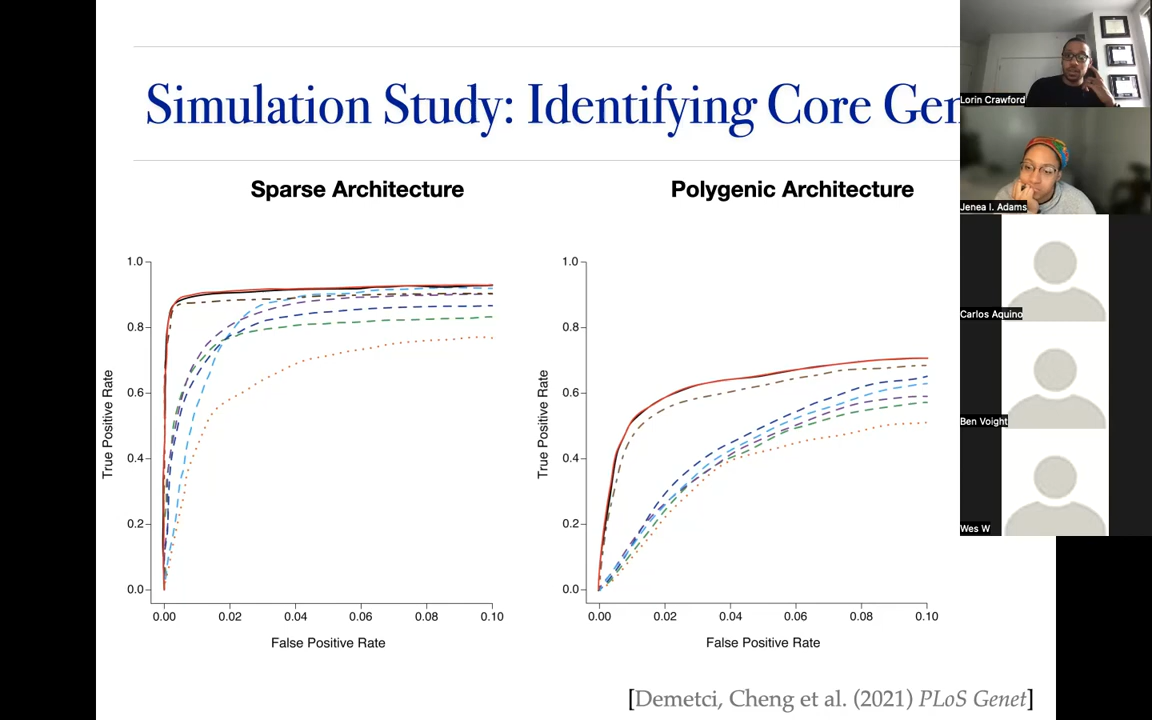 Simulation Study: Identifying Core Gen
Sparse Architecture
Polygenic Architecture
1.0
0.8
0.6
0.4
0.2
0.0
True Positive Rate
0.00 0.02 0.04 0.06 0.08 0.10
False Positive Rate
1.0
0.8
0.6
0.4
0.2
0.0
True Positive Rate
0.00 0.02 0.04 0.06 0.08 0.10
False Positive Rate
[Demetci, Cheng et al. (2021) PLoS Genet]
Lorin Crawford
Jenea I. Adams
Carlos Aquino
Ben Voight
Wes W